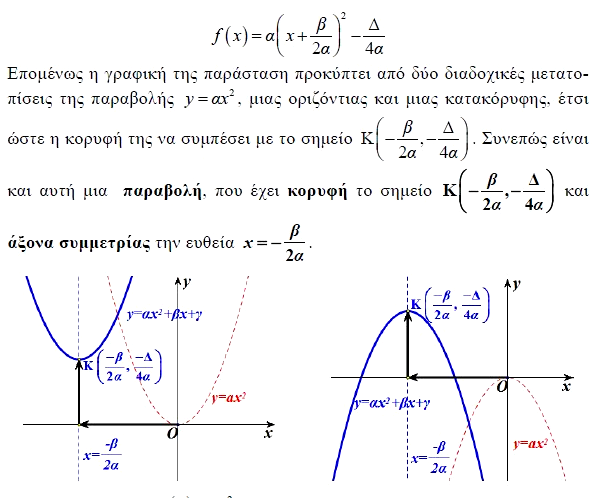 f(x)=α(x+β/2α)²−Δ/4α
Επομένως η γραφική της παράσταση προκύπτει από δύο διαδοχικές μετατο-
πίσεις της παραβολής y=αx², μιας οριζόντιας και μιας κατακόρυφης, έτσι
ώστε η κορυφή της να συμπέσει με το σημείο Κ(−β/2α,−Δ/4α). Συνεπώς είναι
και αυτή μια παραβολή, που έχει κορυφή το σημείο Κ(−β/2α,−Δ/4α) και
άξονα συμμετρίας την ευθεία x=−β/2α.
y
y=αx²+βx+γ
Κ(−β/2α, −Δ/4α)
y=αx²
O
x
x=-β/2α
y
Κ(−β/2α, −Δ/4α)
O
x
y=αx²+βx+γ
y=αx²
x=-β/2α